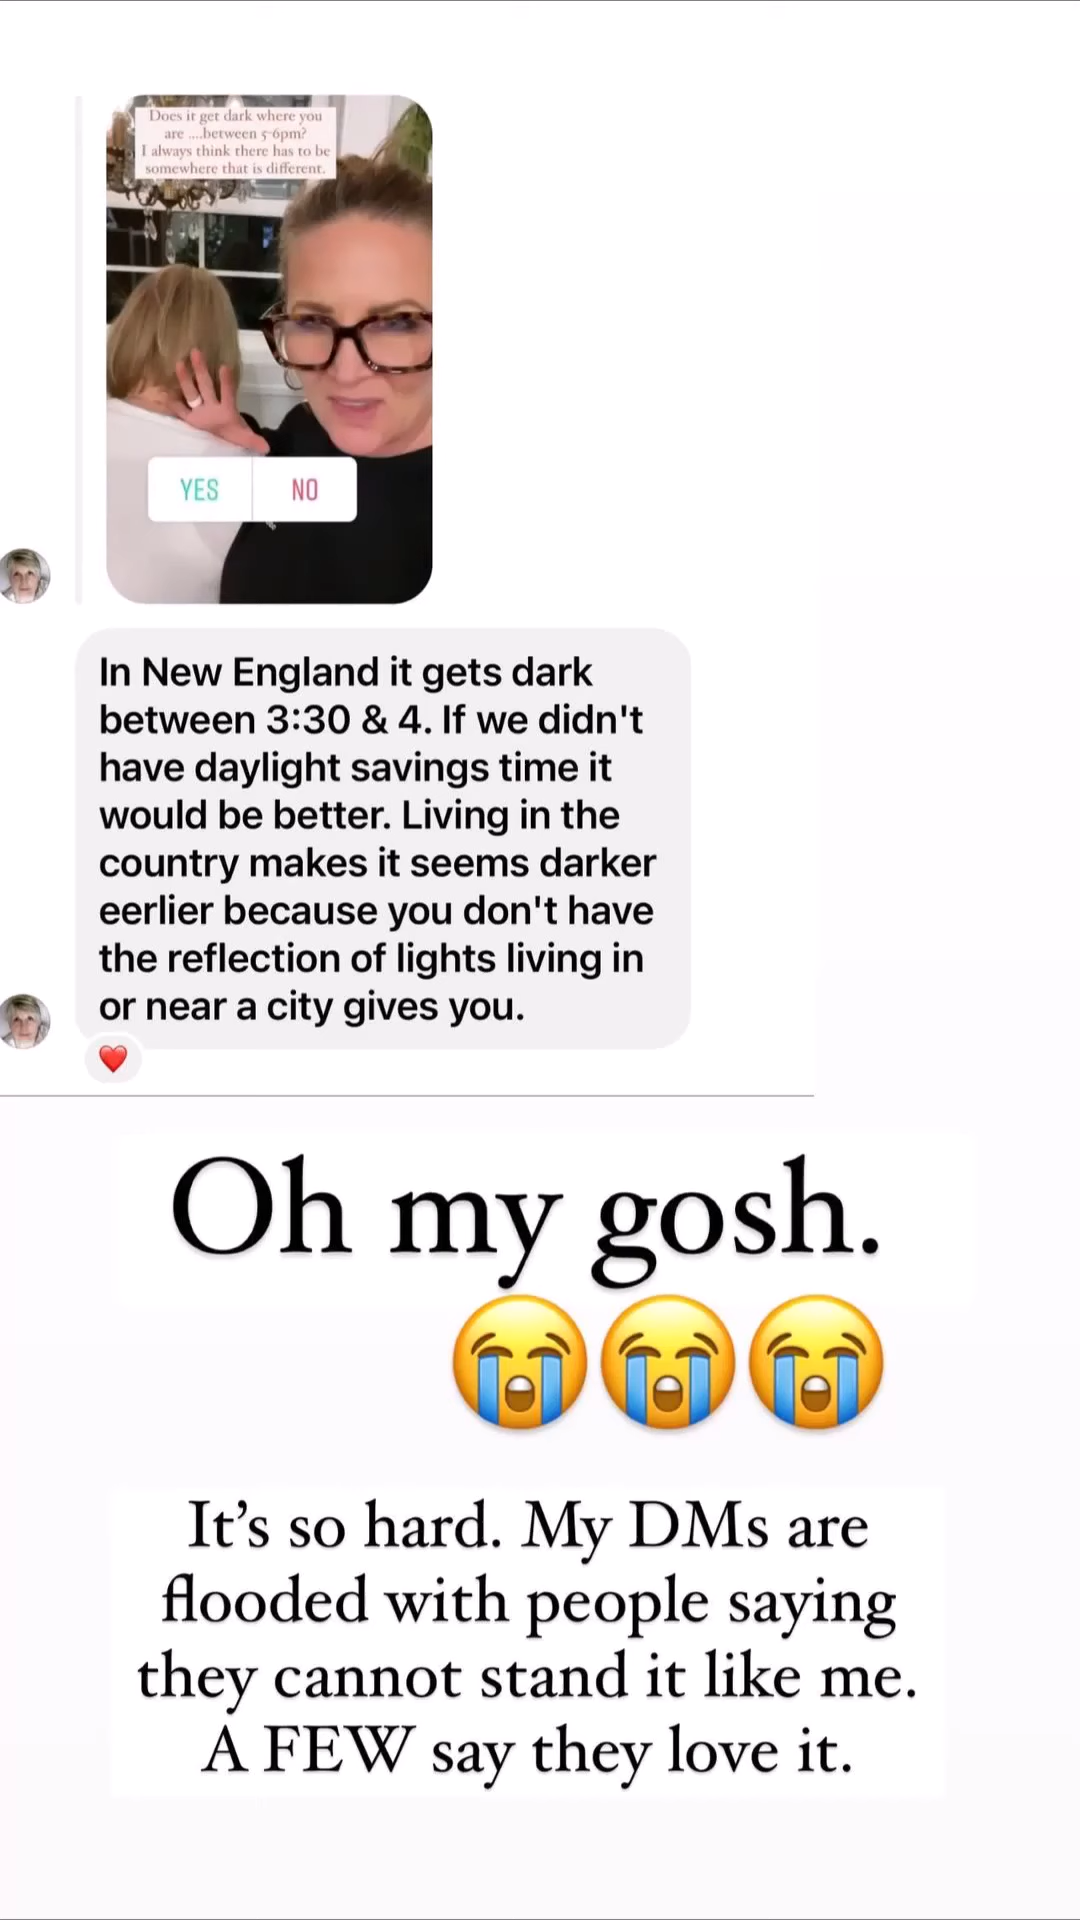 Does it get dark where you
are ....between 5-6pm?
I always think there has to be
somewhere that is different.
YES
NO
In New England it gets dark
between 3:30 & 4. If we didn't
have daylight savings time it
would be better. Living in the
country makes it seems darker
eerlier because you don't have
the reflection of lights living in
or near a city gives you.
Oh my gosh.
It's so hard. My DMs are
flooded with people saying
they cannot stand it like me.
A FEW say they love it.